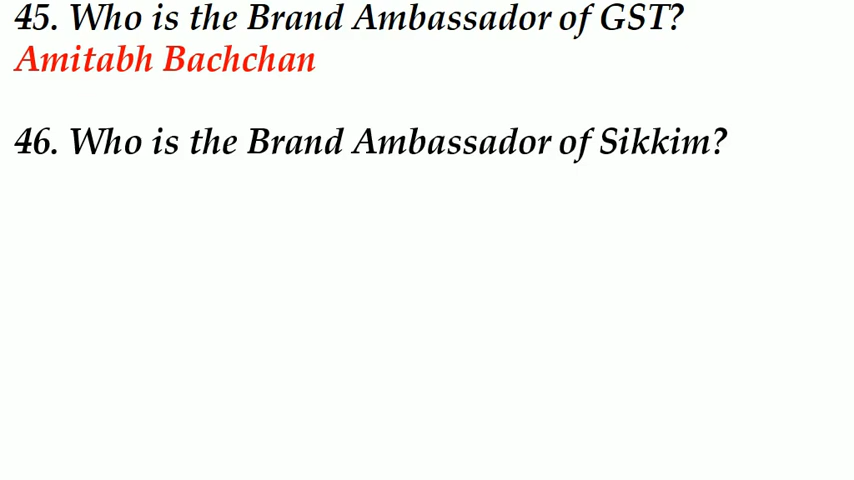 45. Who is the Brand Ambassador of GST?
Amitabh Bachchan
46. Who is the Brand Ambassador of Sikkim?